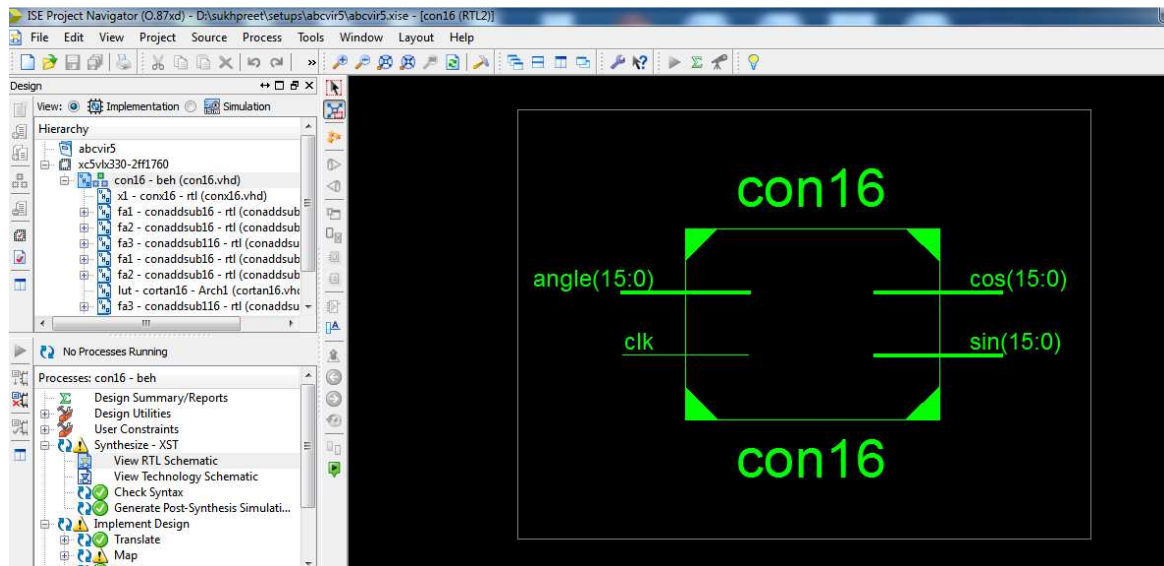 ISE Project Navigator (O.87xd) - D:\sukhpreet\setups\abcvir5\abcvir5.xise - [con16 (RTL2)]
File Edit View Project Source Process Tools Window Layout Help
Design
View: Implementation Simulation
Hierarchy
abcvir5
xc5vlx330-2ff1760
con16 - beh (con16.vhd)
x1 - conx16 - rtl (conx16.vhd)
fa1 - conaddsub16 - rtl (conaddsub
fa2 - conaddsub16 - rtl (conaddsub
fa3 - conaddsub116 - rtl (conaddsu
fa1 - conaddsub16 - rtl (conaddsub
fa2 - conaddsub16 - rtl (conaddsub
lut - cortan16 - Arch1 (cortan16.vhd
fa3 - conaddsub116 - rtl (conaddsu
No Processes Running
Processes: con16 - beh
Design Summary/Reports
Design Utilities
User Constraints
Synthesize - XST
View RTL Schematic
View Technology Schematic
Check Syntax
Generate Post-Synthesis Simulati...
Implement Design
Translate
Map
con16
angle(15:0)
cos(15:0)
clk
sin(15:0)
con16